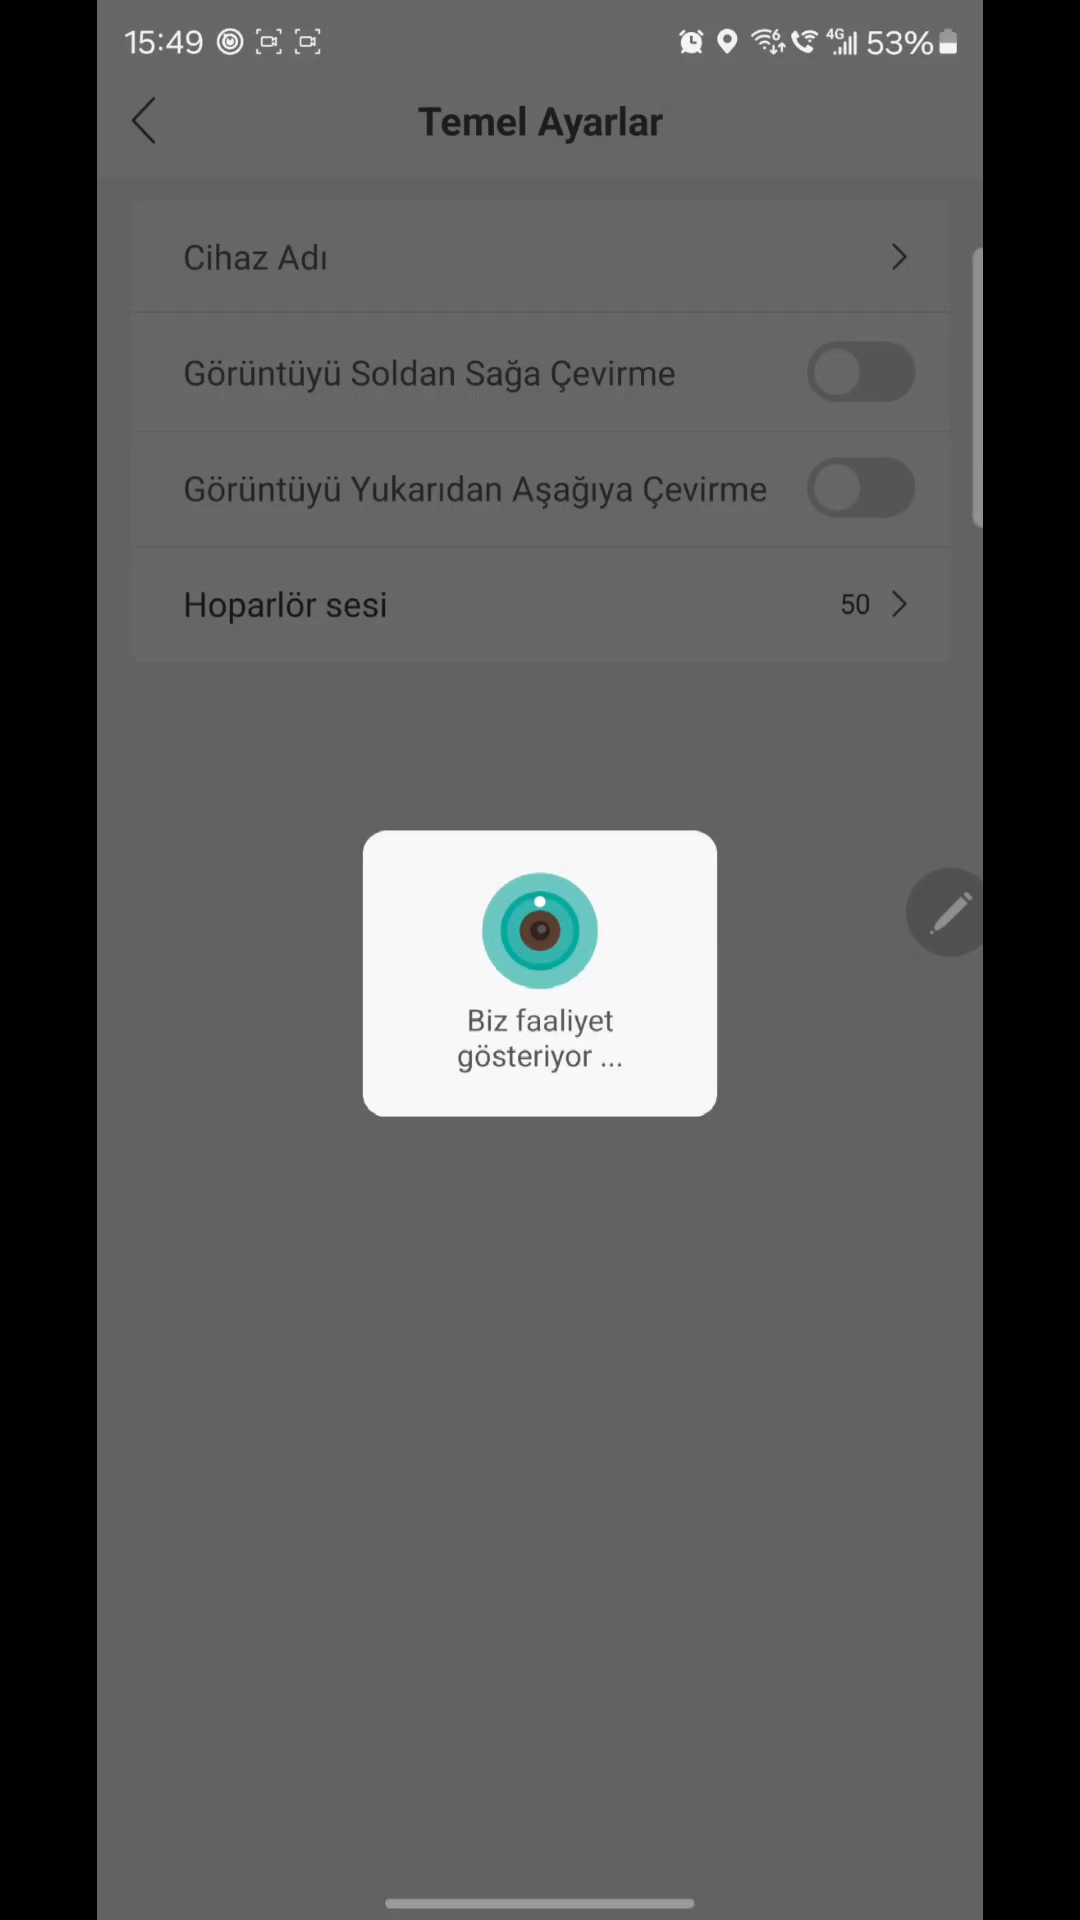 15:49 4G 53%
Temel Ayarlar
Cihaz Adı
Görüntüyü Soldan Sağa Çevirme
Görüntüyü Yukarıdan Aşağıya Çevirme
Hoparlör sesi 50
Biz faaliyet
gösteriyor ...